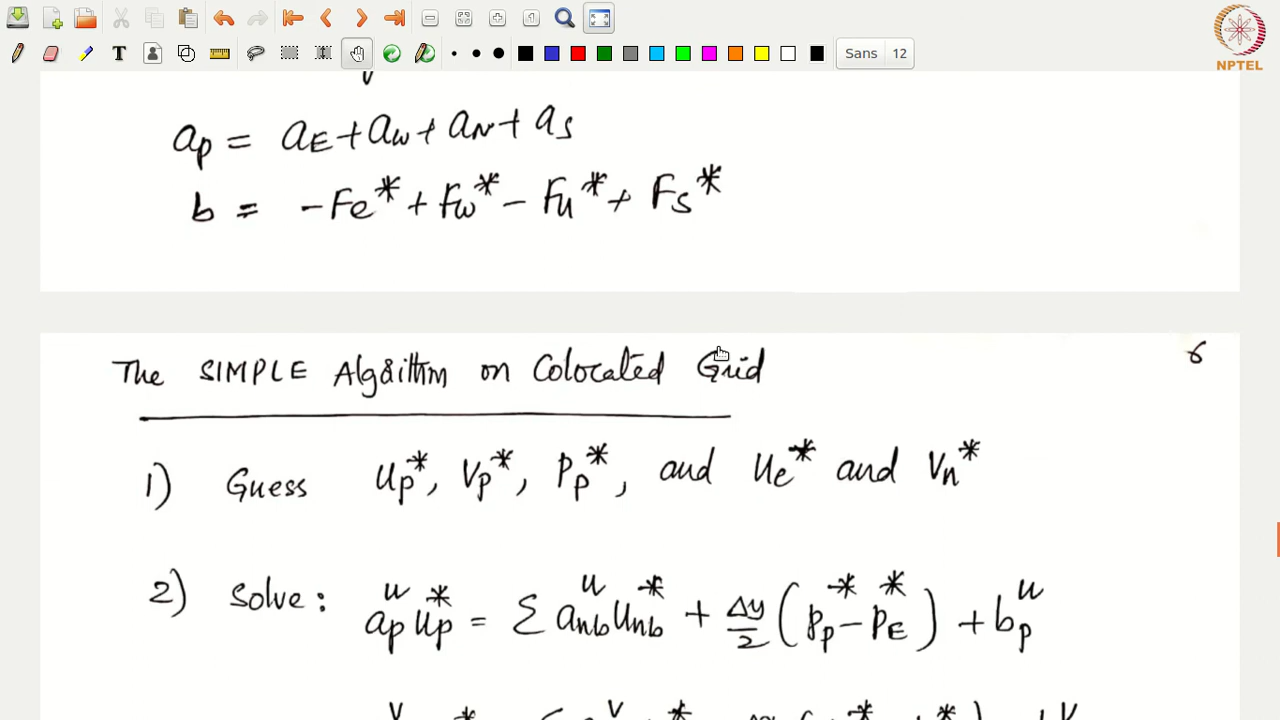 NPTEL
Sans 12
v
ap = aE + aw + aN + as
b = -Fe* + Fw* - Fn* + Fs*
The SIMPLE Algorithm on Colocated Grid
6
1) Guess up*, vp*, pp*, and ue* and vn*
2) Solve: ap^u up* = Σ anb^u unb* + Δy/2 (pp* - pE*) + bp^u